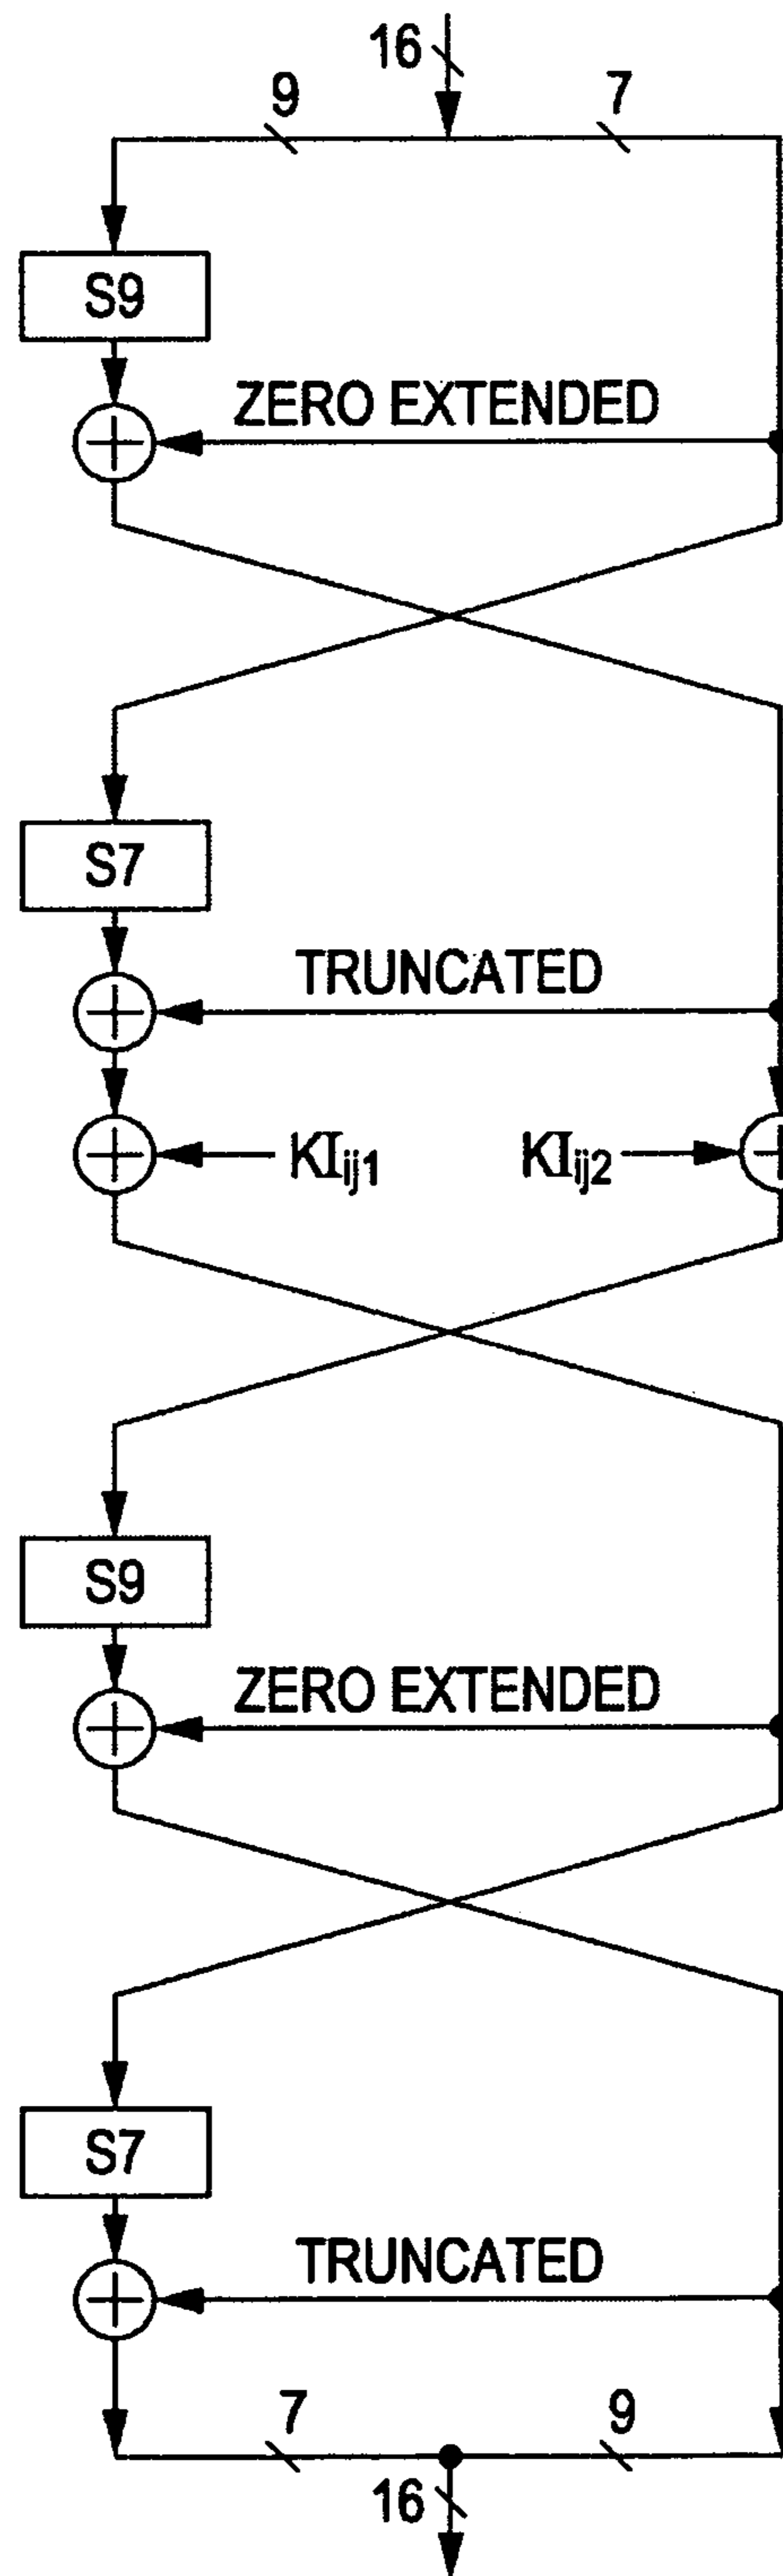 16
9 7
S9
ZERO EXTENDED
S7
TRUNCATED
KIij1 KIij2
S9
ZERO EXTENDED
S7
TRUNCATED
7 9
16